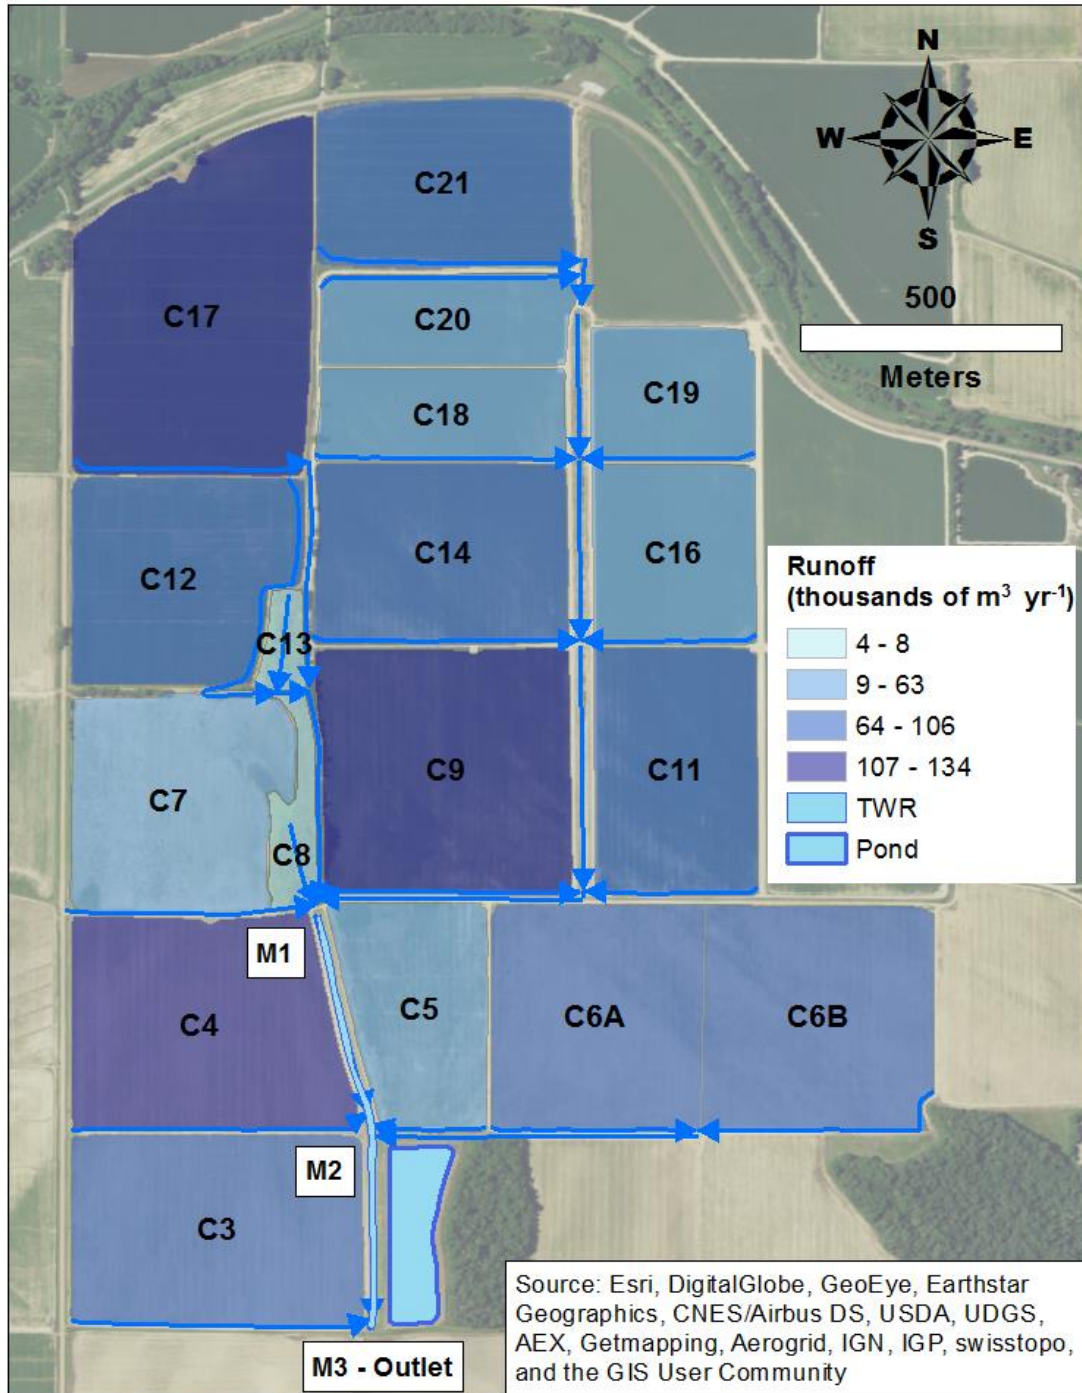 N
W E
S
500
Meters
C21
C17
C20
C19
C18
C14
C16
C12
C13
C9
C11
C7
C8
Runoff
(thousands of m³ yr⁻¹)
4 - 8
9 - 63
64 - 106
107 - 134
TWR
Pond
M1
C4
C5
C6A
C6B
M2
C3
M3 - Outlet
Source: Esri, DigitalGlobe, GeoEye, Earthstar
Geographics, CNES/Airbus DS, USDA, UDGS,
AEX, Getmapping, Aerogrid, IGN, IGP, swisstopo,
and the GIS User Community